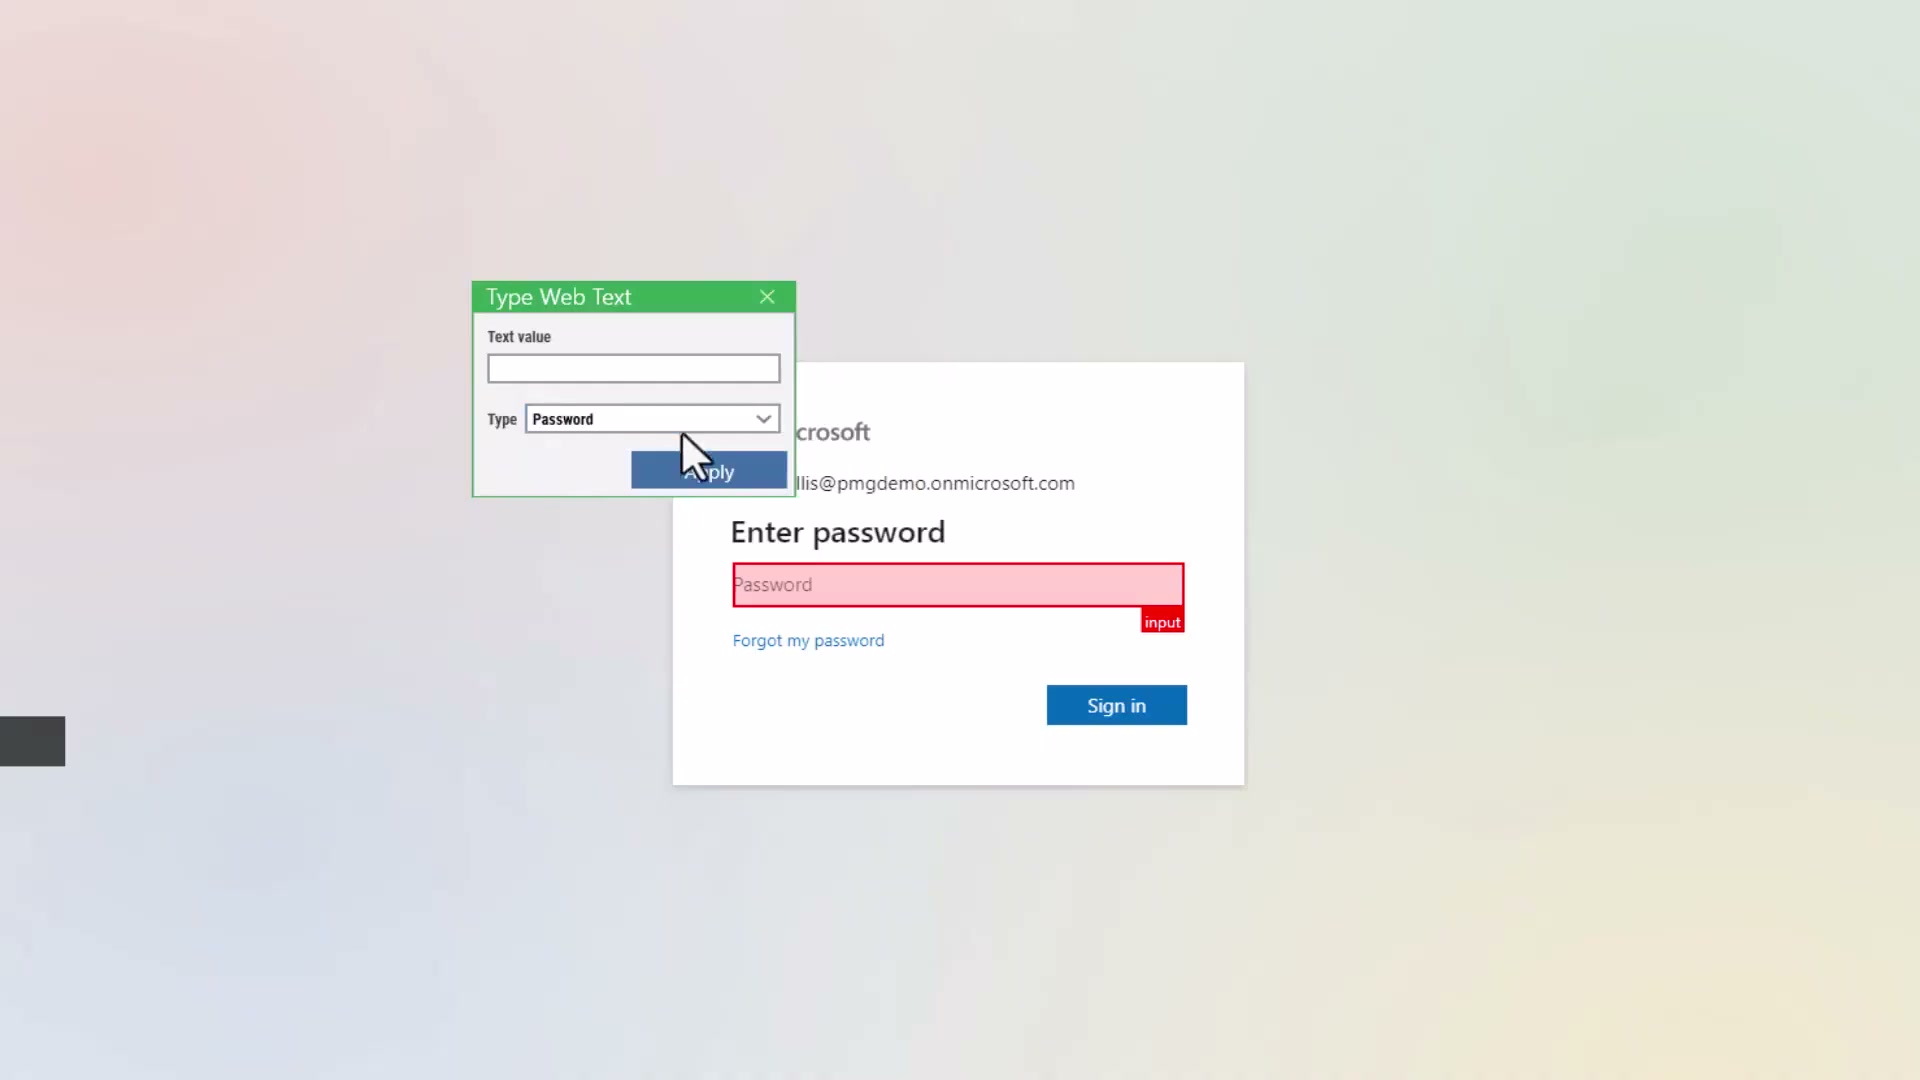 Type Web Text
Text value
Type
Password
Apply
crosoft
llis@pmgdemo.onmicrosoft.com
Enter password
Password
input
Forgot my password
Sign in